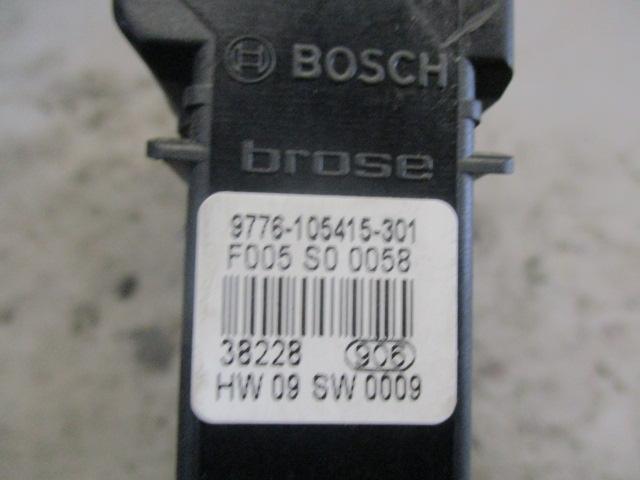 BOSCH
brose
9776-105415-301
F005 S0 0058
38228 906
HW 09 SW 0009